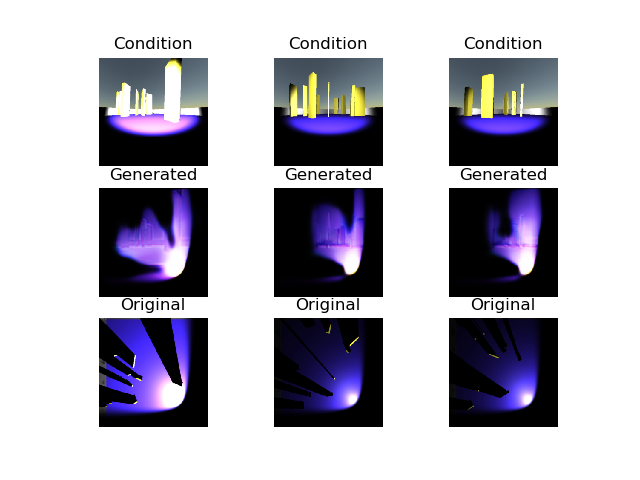 Condition Condition Condition
Generated Generated Generated
Original Original Original